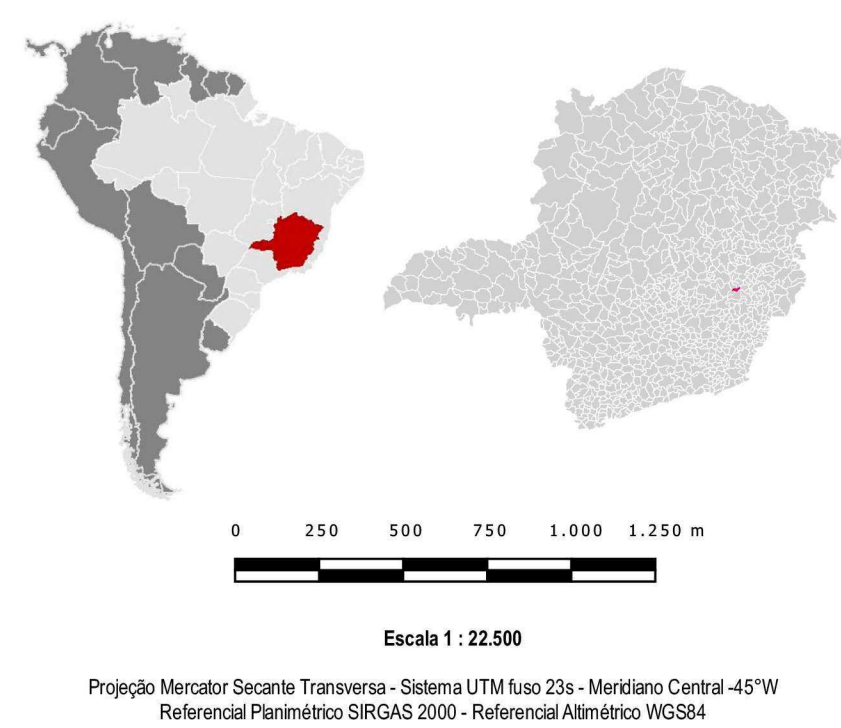 0 250 500 750 1.000 1.250 m
Escala 1 : 22.500
Projeção Mercator Secante Transversa - Sistema UTM fuso 23s - Meridiano Central -45°W
Referencial Planimétrico SIRGAS 2000 - Referencial Altimétrico WGS84